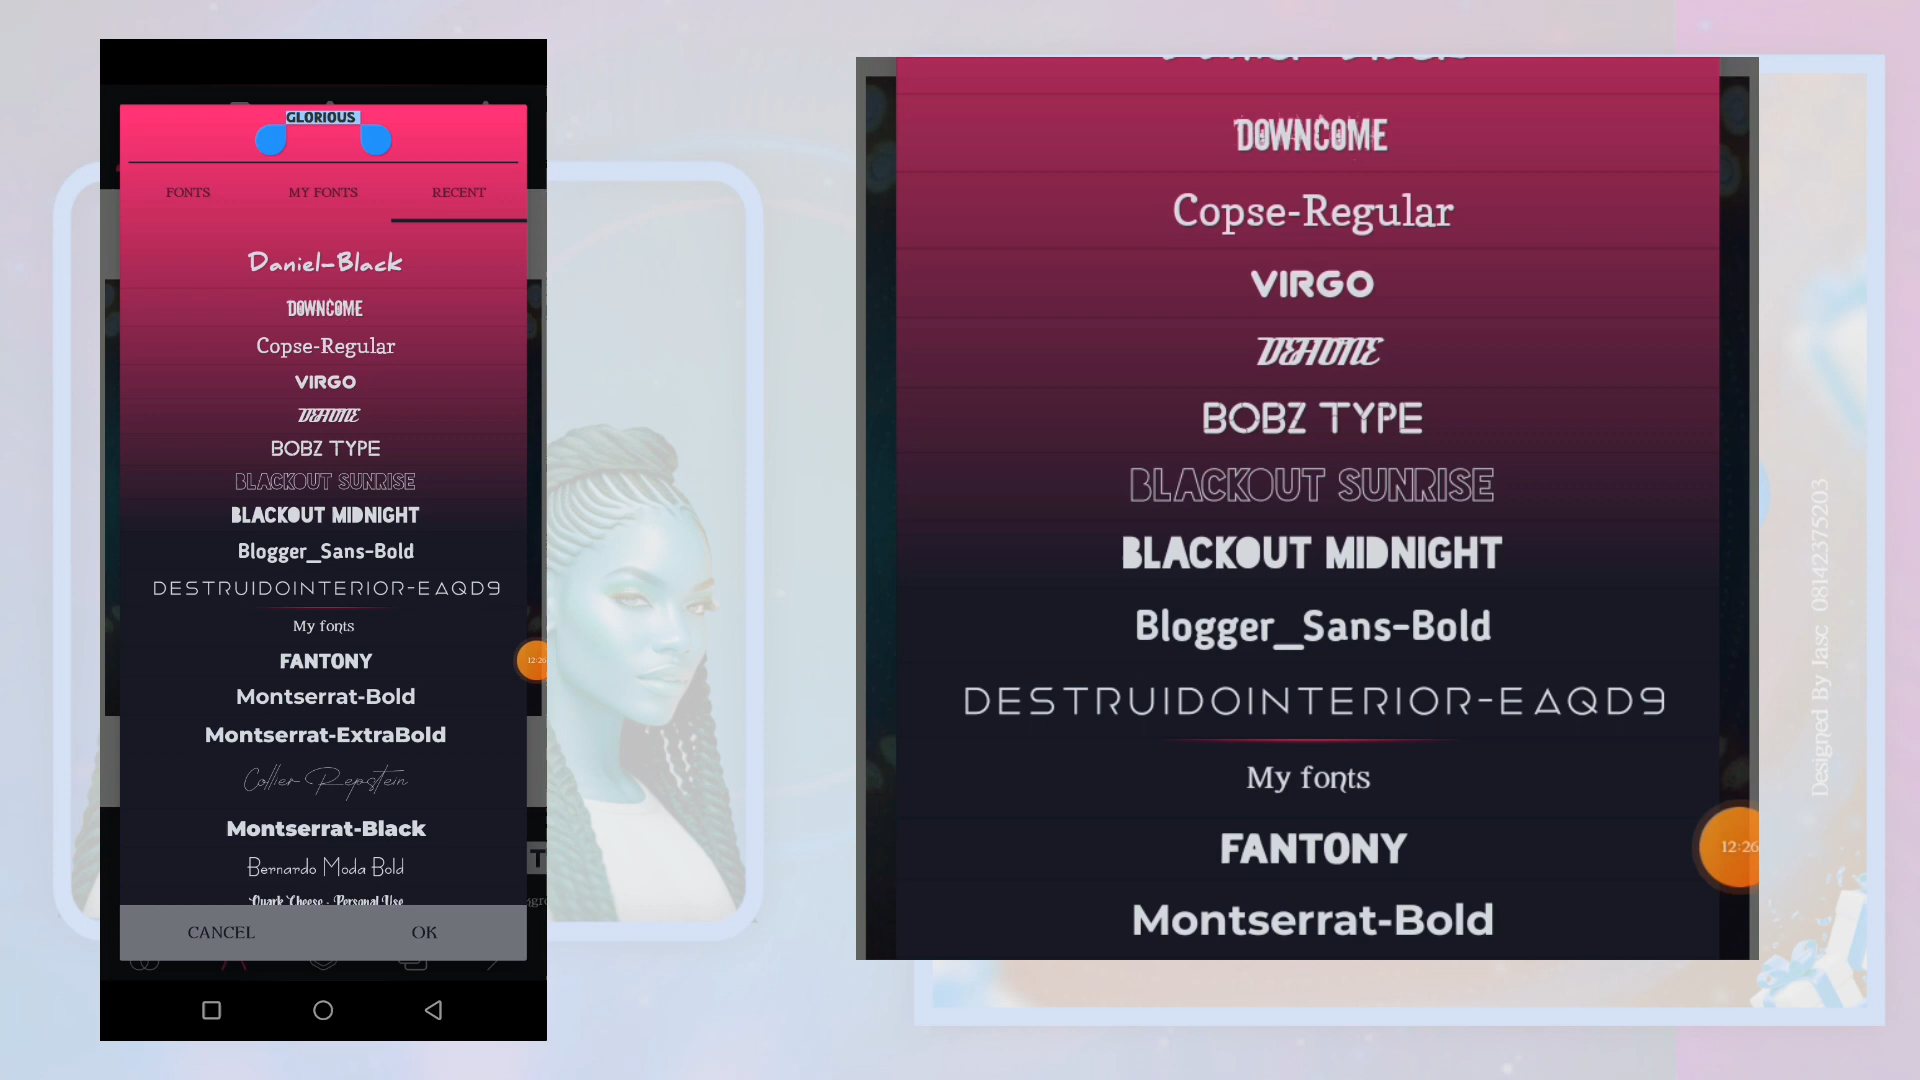 GLORIOUS
FONTS MY FONTS RECENT
Daniel-Black
DOWNCOME
Copse-Regular
VIRGO
DEHONE
BOBZ TYPE
BLACKOUT SUNRISE
BLACKOUT MIDNIGHT
Blogger_Sans-Bold
DESTRUIDOINTERIOR-EAQD9
My fonts
FANTONY
12:26
Montserrat-Bold
Montserrat-ExtraBold
Collier Repstein
Montserrat-Black
Bernardo Moda Bold
Quark Cheese - Personal Use
CANCEL OK
DOWNCOME
Copse-Regular
VIRGO
DEHONE
BOBZ TYPE
BLACKOUT SUNRISE
BLACKOUT MIDNIGHT
Blogger_Sans-Bold
DESTRUIDOINTERIOR-EAQD9
My fonts
FANTONY
12:26
Montserrat-Bold
Designed By Jasc 08142375203